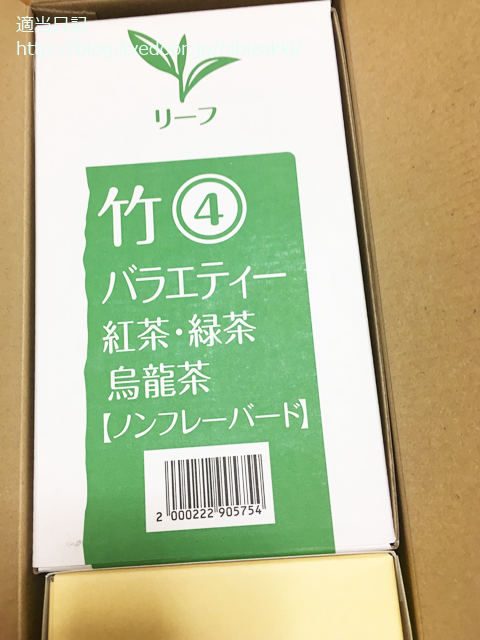 適当日記
リーフ
竹④
バラエティー
紅茶・緑茶
烏龍茶
【ノンフレーバード】
2 000222 905754